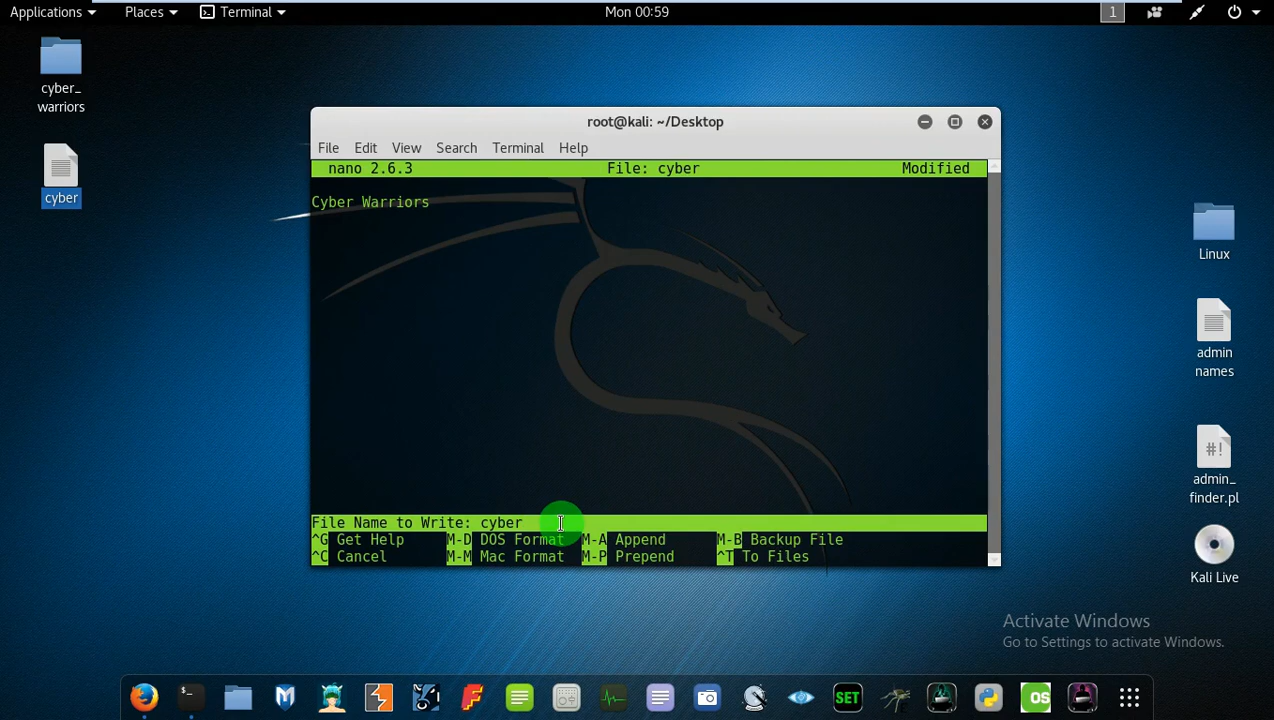 Applications Places Terminal Mon 00:59 1
cyber_
warriors
cyber
root@kali: ~/Desktop
File Edit View Search Terminal Help
nano 2.6.3 File: cyber Modified
Cyber Warriors
File Name to Write: cyber
^G Get Help M-D DOS Format M-A Append M-B Backup File
^C Cancel M-M Mac Format M-P Prepend ^T To Files
Linux
admin
names
#!
admin_
finder.pl
Kali Live
Activate Windows
Go to Settings to activate Windows.
>_
SET
OS